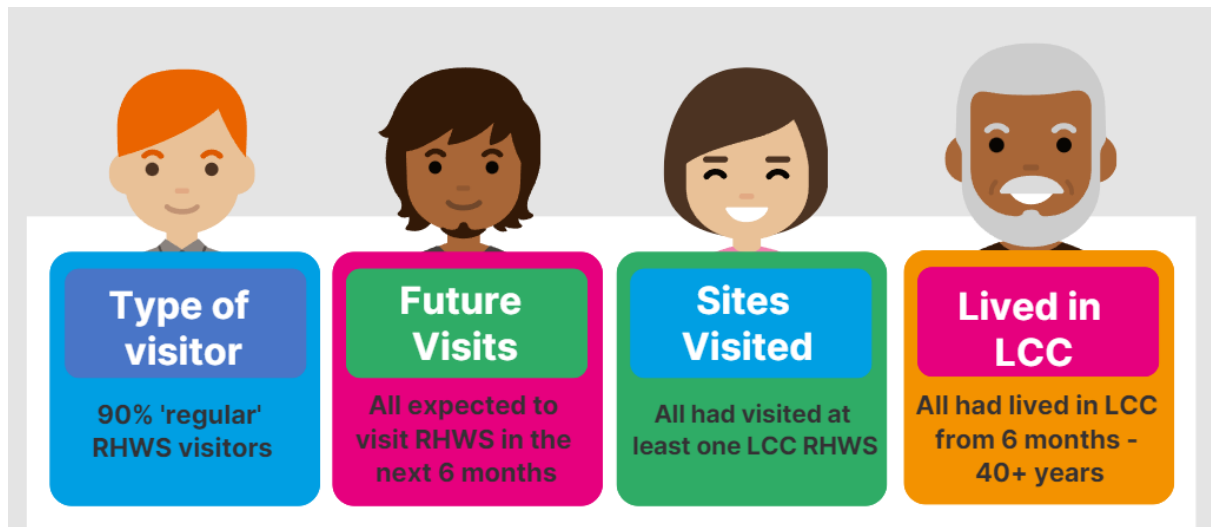 Type of
visitor
90% 'regular'
RHWS visitors
Future
Visits
All expected to
visit RHWS in the
next 6 months
Sites
Visited
All had visited at
least one LCC RHWS
Lived in
LCC
All had lived in LCC
from 6 months -
40+ years